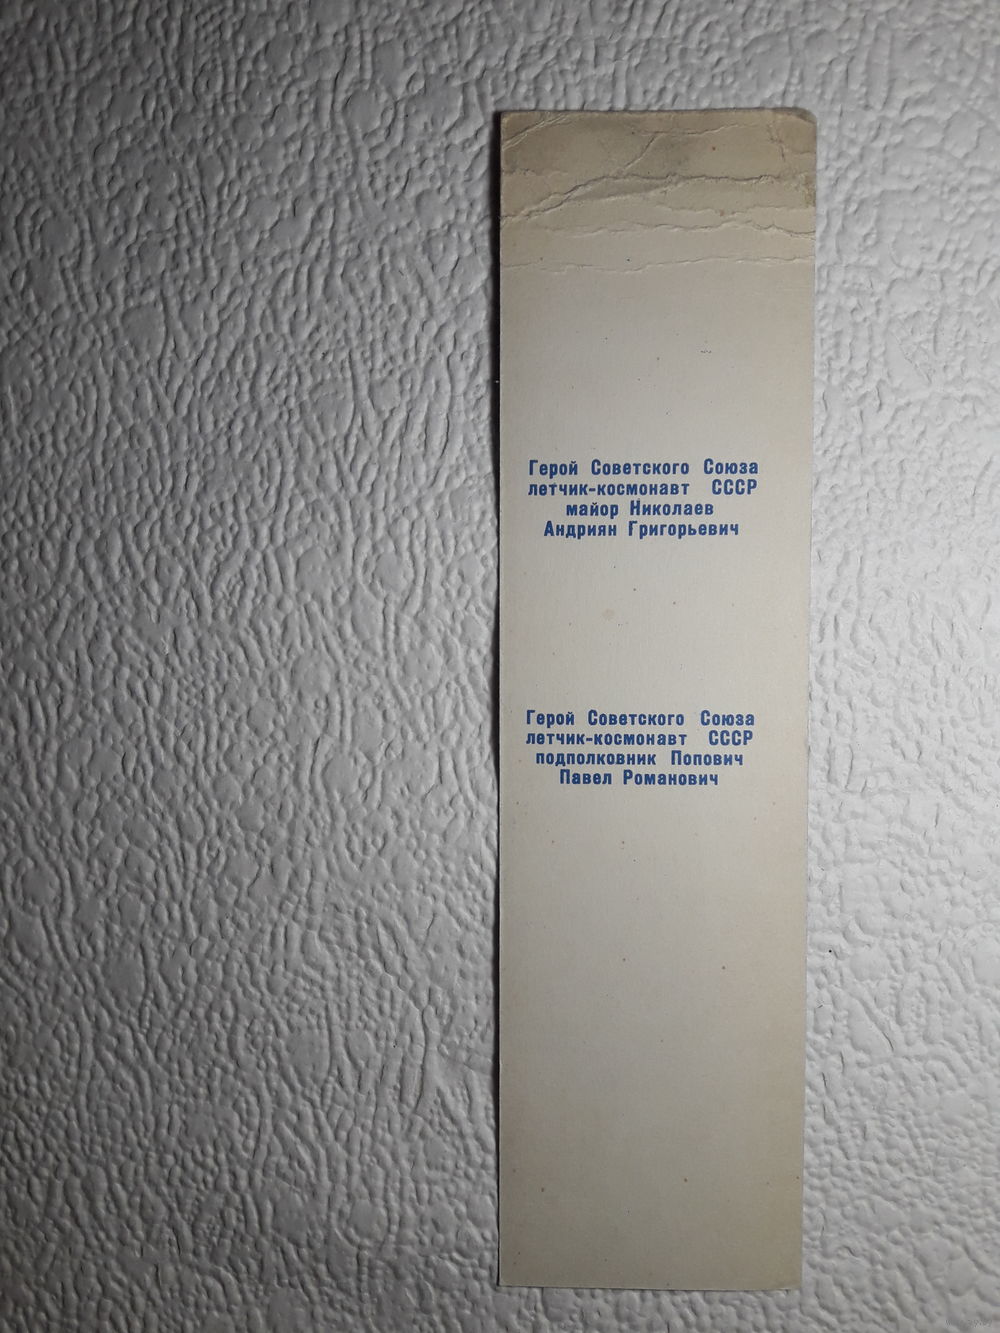 Герой Советского Союза
летчик-космонавт СССР
майор Николаев
Андриян Григорьевич
Герой Советского Союза
летчик-космонавт СССР
подполковник Попович
Павел Романович